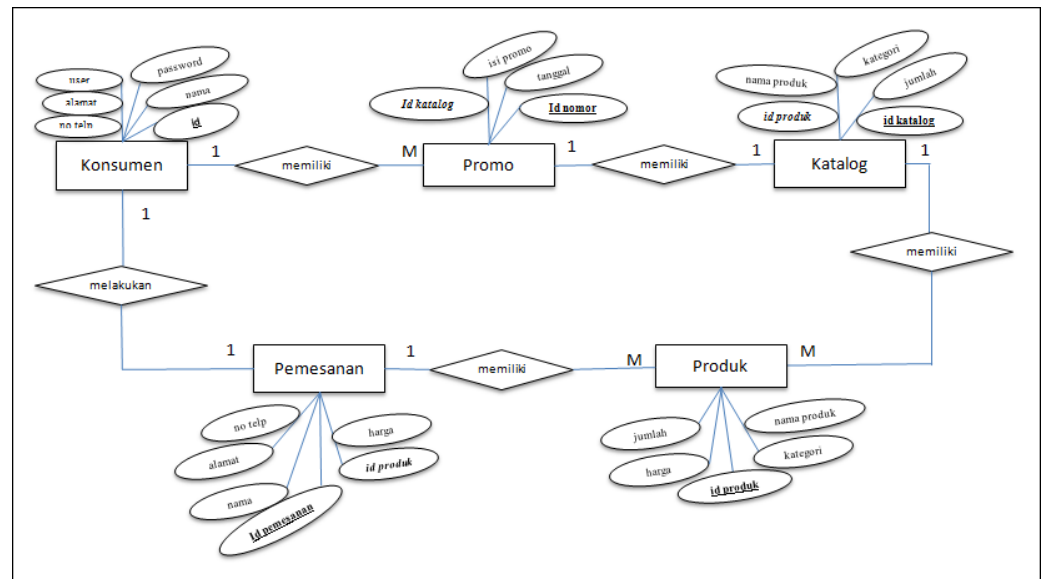 user
alamat
no telp
password
nama
id
Konsumen
1
memiliki
M
isi promo
tanggal
Id katalog
Id nomor
Promo
1
memiliki
1
kategori
nama produk
jumlah
id produk
id katalog
Katalog
1
1
melakukan
memiliki
1
Pemesanan
1
memiliki
M
Produk
M
no telp
alamat
nama
Id pemesanan
harga
id produk
jumlah
harga
id produk
nama produk
kategori